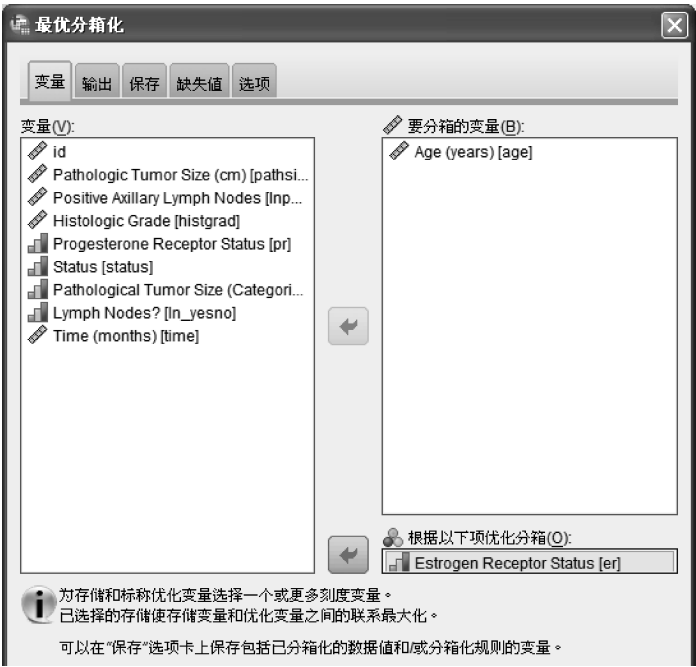 最优分箱化
变量 输出 保存 缺失值 选项
变量(V):
id
Pathologic Tumor Size (cm) [pathsi...
Positive Axillary Lymph Nodes [lnp...
Histologic Grade [histgrad]
Progesterone Receptor Status [pr]
Status [status]
Pathological Tumor Size (Categori...
Lymph Nodes? [ln_yesno]
Time (months) [time]
要分箱的变量(B):
Age (years) [age]
根据以下项优化分箱(O):
Estrogen Receptor Status [er]
为存储和标称优化变量选择一个或更多刻度变量。
已选择的存储使存储变量和优化变量之间的联系最大化。
可以在"保存"选项卡上保存包括已分箱化的数据值和/或分箱化规则的变量。